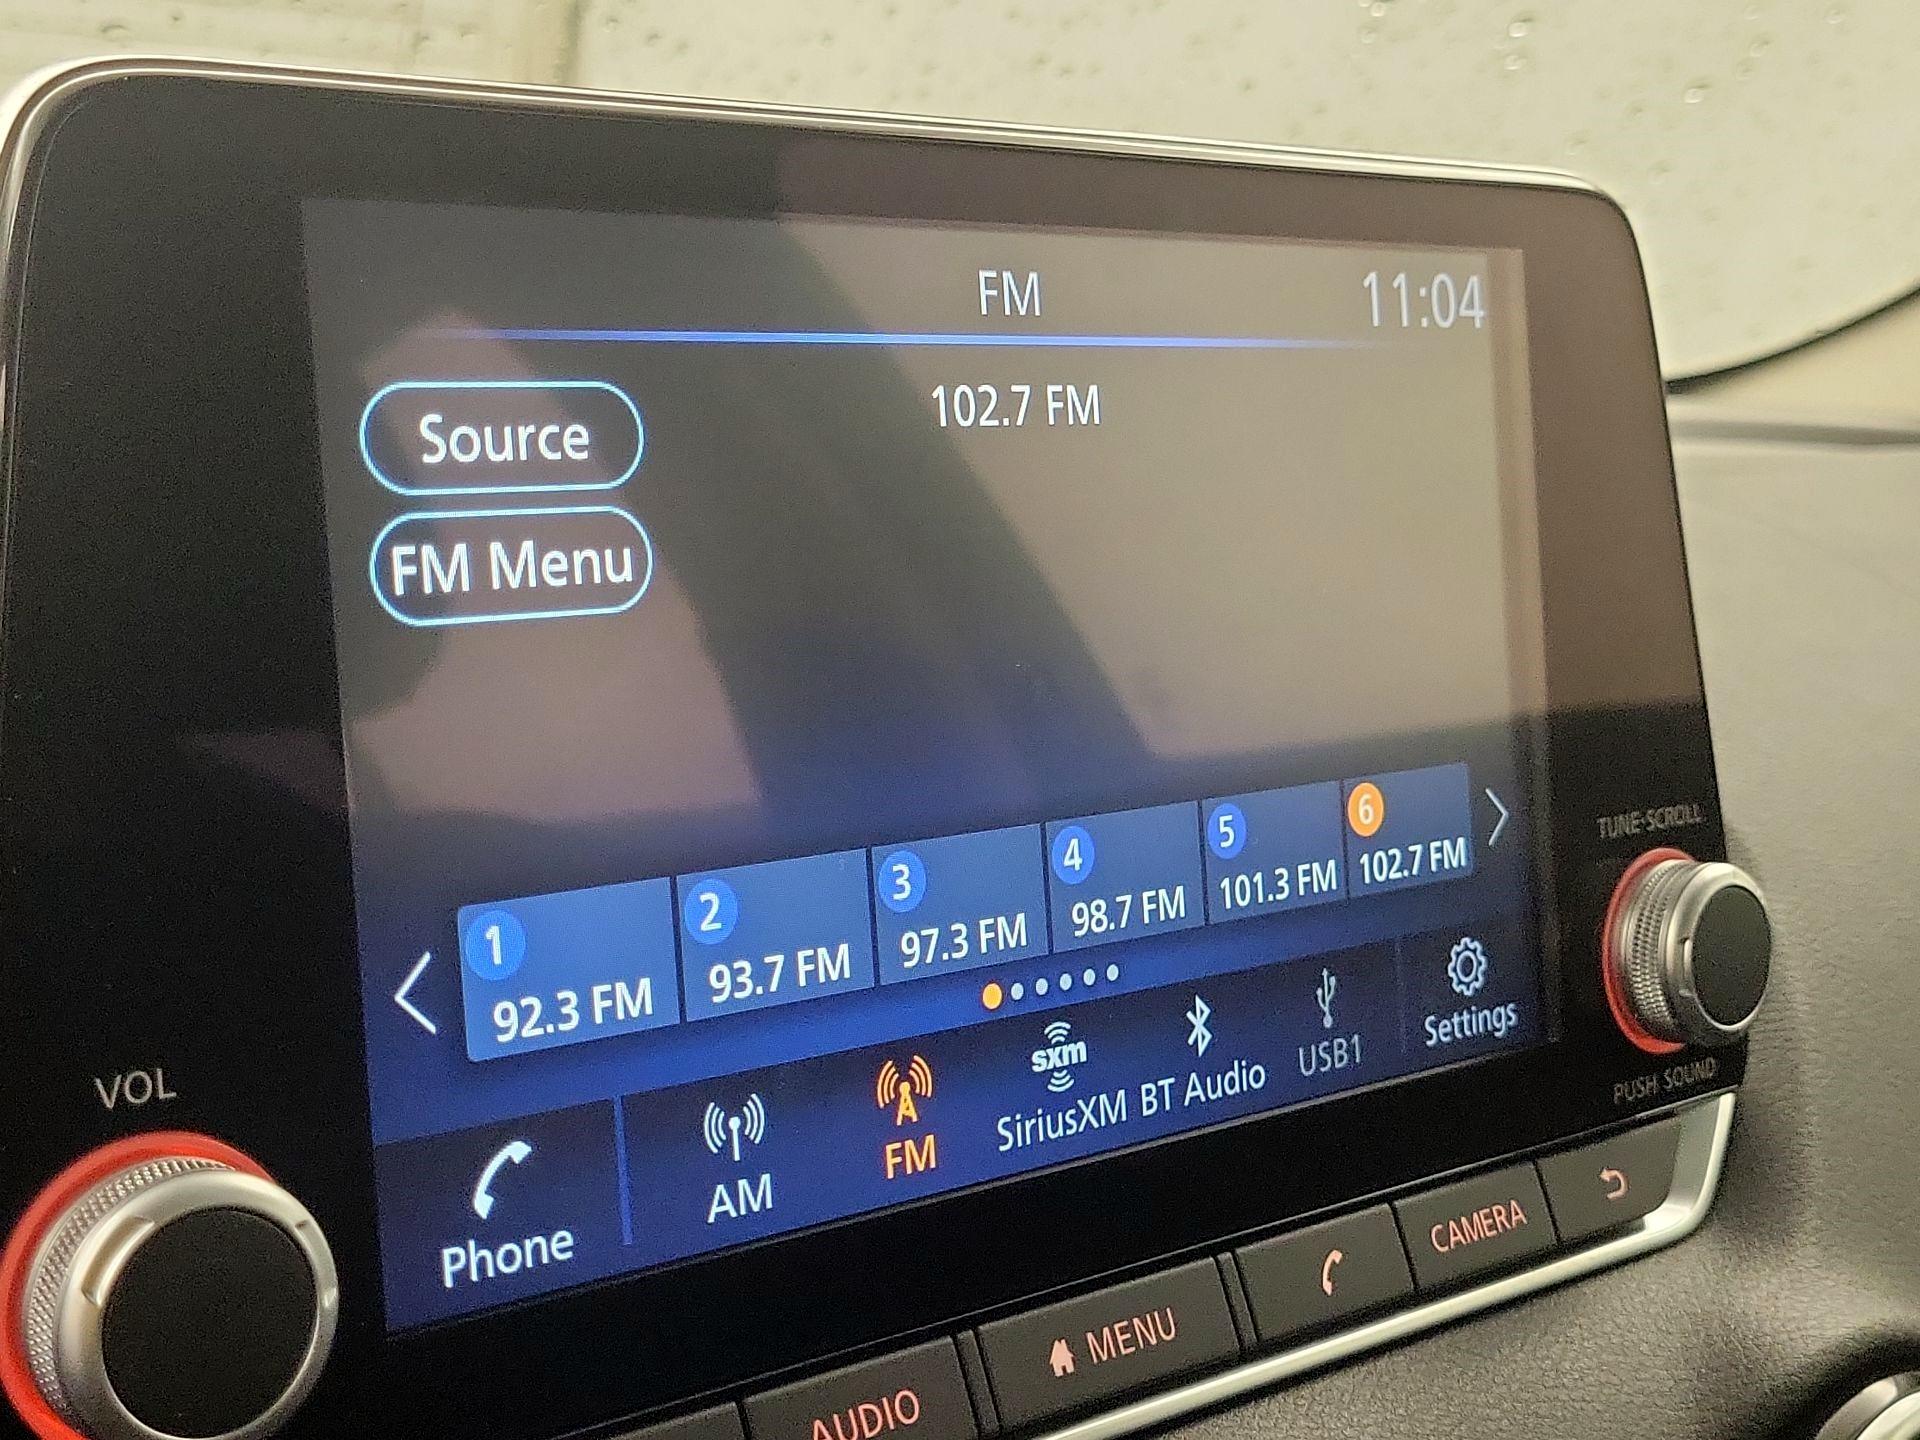 FM
11:04
102.7 FM
Source
FM Menu
1
92.3 FM
2
93.7 FM
3
97.3 FM
4
98.7 FM
5
101.3 FM
6
102.7 FM
TUNE·SCROLL
PUSH SOUND
VOL
Phone
AM
FM
sxm
SiriusXM
BT Audio
USB1
Settings
AUDIO
MENU
CAMERA